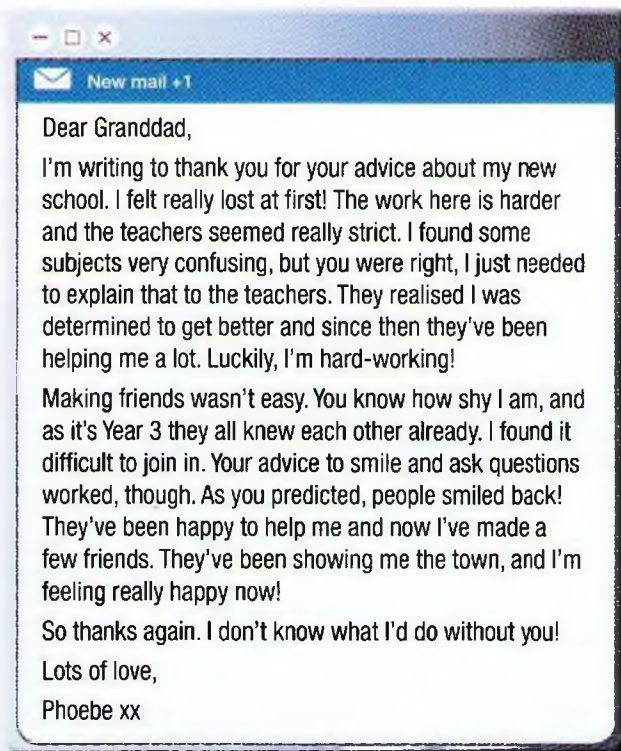 New mail +1
Dear Granddad,
I'm writing to thank you for your advice about my new
school. I felt really lost at first! The work here is harder
and the teachers seemed really strict. I found some
subjects very confusing, but you were right, I just needed
to explain that to the teachers. They realised I was
determined to get better and since then they've been
helping me a lot. Luckily, I'm hard-working!
Making friends wasn't easy. You know how shy I am, and
as it's Year 3 they all knew each other already. I found it
difficult to join in. Your advice to smile and ask questions
worked, though. As you predicted, people smiled back!
They've been happy to help me and now I've made a
few friends. They've been showing me the town, and I'm
feeling really happy now!
So thanks again. I don't know what I'd do without you!
Lots of love,
Phoebe xx